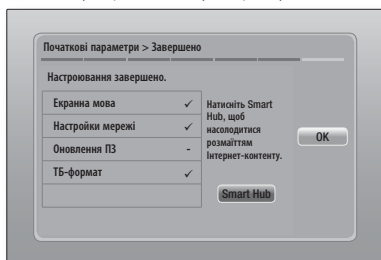 Початкові параметри > Завершено
Настроювання завершено.
Екранна мова ✓
Настройки мережі ✓
Оновлення ПЗ -
ТБ-формат ✓
Натисніть Smart
Hub, щоб
насолодитися
розмаїттям
Інтернет-контенту.
Smart Hub
OK